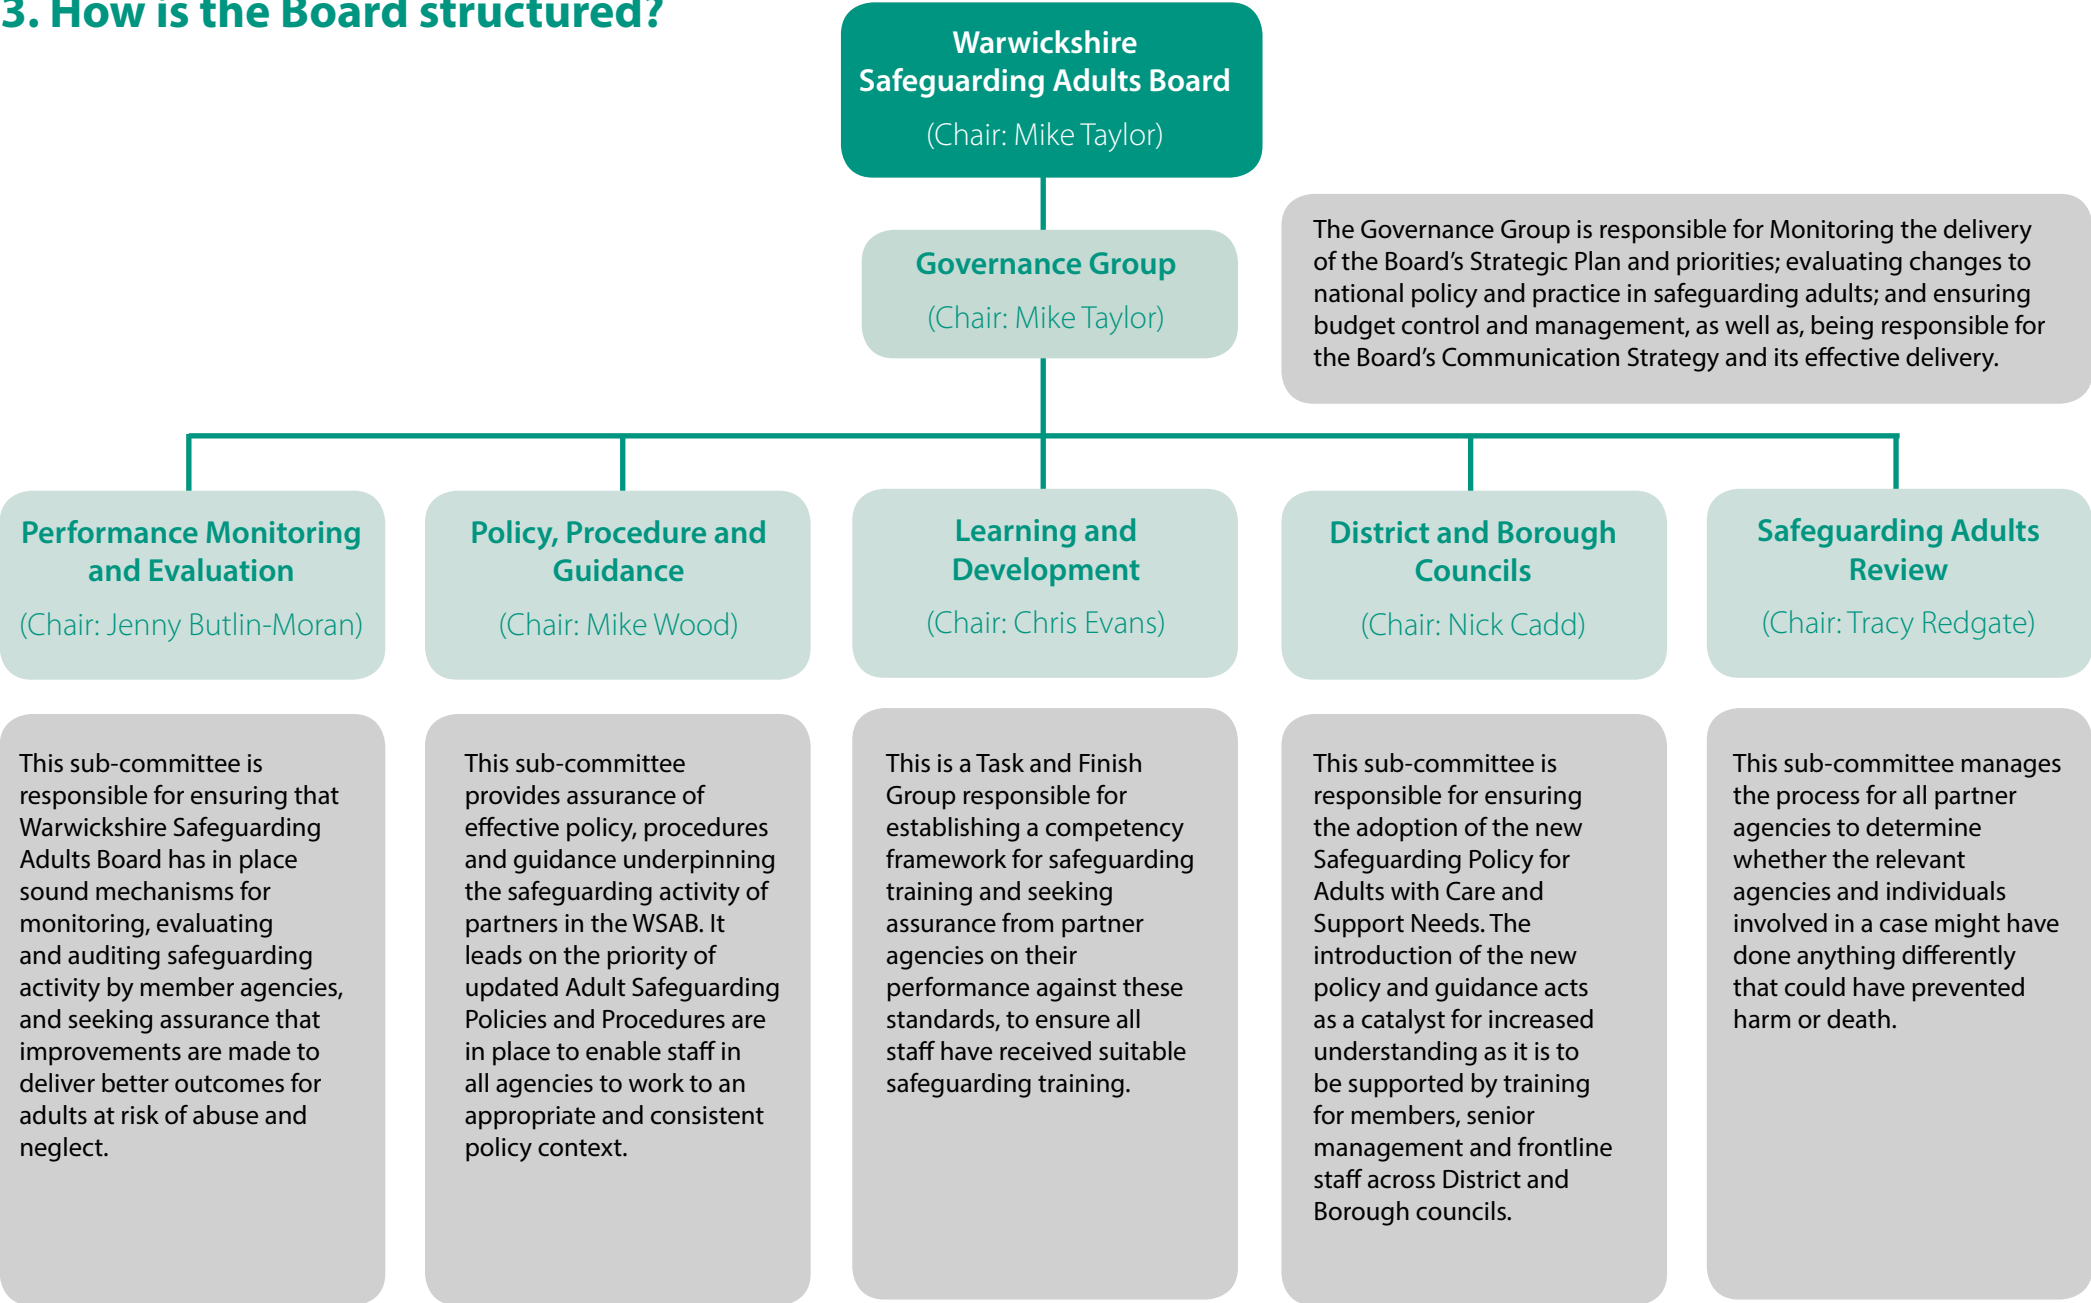 3. How is the Board structured?
Warwickshire
Safeguarding Adults Board
(Chair: Mike Taylor)
Governance Group
(Chair: Mike Taylor)
The Governance Group is responsible for Monitoring the delivery
of the Board’s Strategic Plan and priorities; evaluating changes to
national policy and practice in safeguarding adults; and ensuring
budget control and management, as well as, being responsible for
the Board’s Communication Strategy and its effective delivery.
Performance Monitoring
and Evaluation
(Chair: Jenny Butlin-Moran)
Policy, Procedure and
Guidance
(Chair: Mike Wood)
Learning and
Development
(Chair: Chris Evans)
District and Borough
Councils
(Chair: Nick Cadd)
Safeguarding Adults
Review
(Chair: Tracy Redgate)
This sub-committee is
responsible for ensuring that
Warwickshire Safeguarding
Adults Board has in place
sound mechanisms for
monitoring, evaluating
and auditing safeguarding
activity by member agencies,
and seeking assurance that
improvements are made to
deliver better outcomes for
adults at risk of abuse and
neglect.
This sub-committee
provides assurance of
effective policy, procedures
and guidance underpinning
the safeguarding activity of
partners in the WSAB. It
leads on the priority of
updated Adult Safeguarding
Policies and Procedures are
in place to enable staff in
all agencies to work to an
appropriate and consistent
policy context.
This is a Task and Finish
Group responsible for
establishing a competency
framework for safeguarding
training and seeking
assurance from partner
agencies on their
performance against these
standards, to ensure all
staff have received suitable
safeguarding training.
This sub-committee is
responsible for ensuring
the adoption of the new
Safeguarding Policy for
Adults with Care and
Support Needs. The
introduction of the new
policy and guidance acts
as a catalyst for increased
understanding as it is to
be supported by training
for members, senior
management and frontline
staff across District and
Borough councils.
This sub-committee manages
the process for all partner
agencies to determine
whether the relevant
agencies and individuals
involved in a case might have
done anything differently
that could have prevented
harm or death.